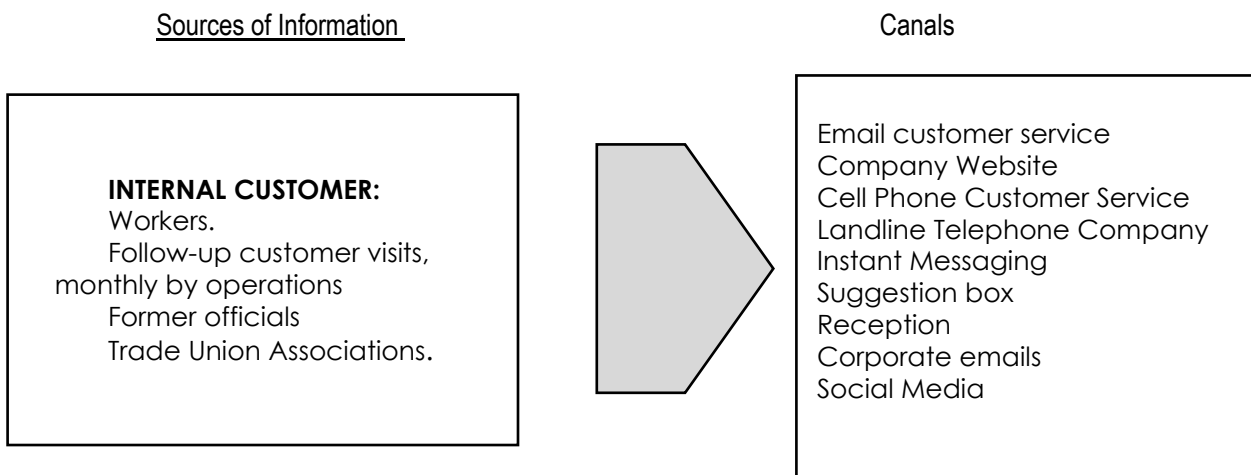 Sources of Information
Canals
INTERNAL CUSTOMER:
Workers.
Follow-up customer visits,
monthly by operations
Former officials
Trade Union Associations.
Email customer service
Company Website
Cell Phone Customer Service
Landline Telephone Company
Instant Messaging
Suggestion box
Reception
Corporate emails
Social Media